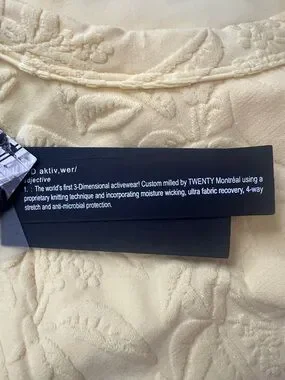 D aktiv,wer/
objective
1. : The world's first 3-Dimensional activewear! Custom milled by TWENTY Montréal using a
proprietary knitting technique and incorporating moisture wicking, ultra fabric recovery, 4-way
stretch and anti-microbial protection.